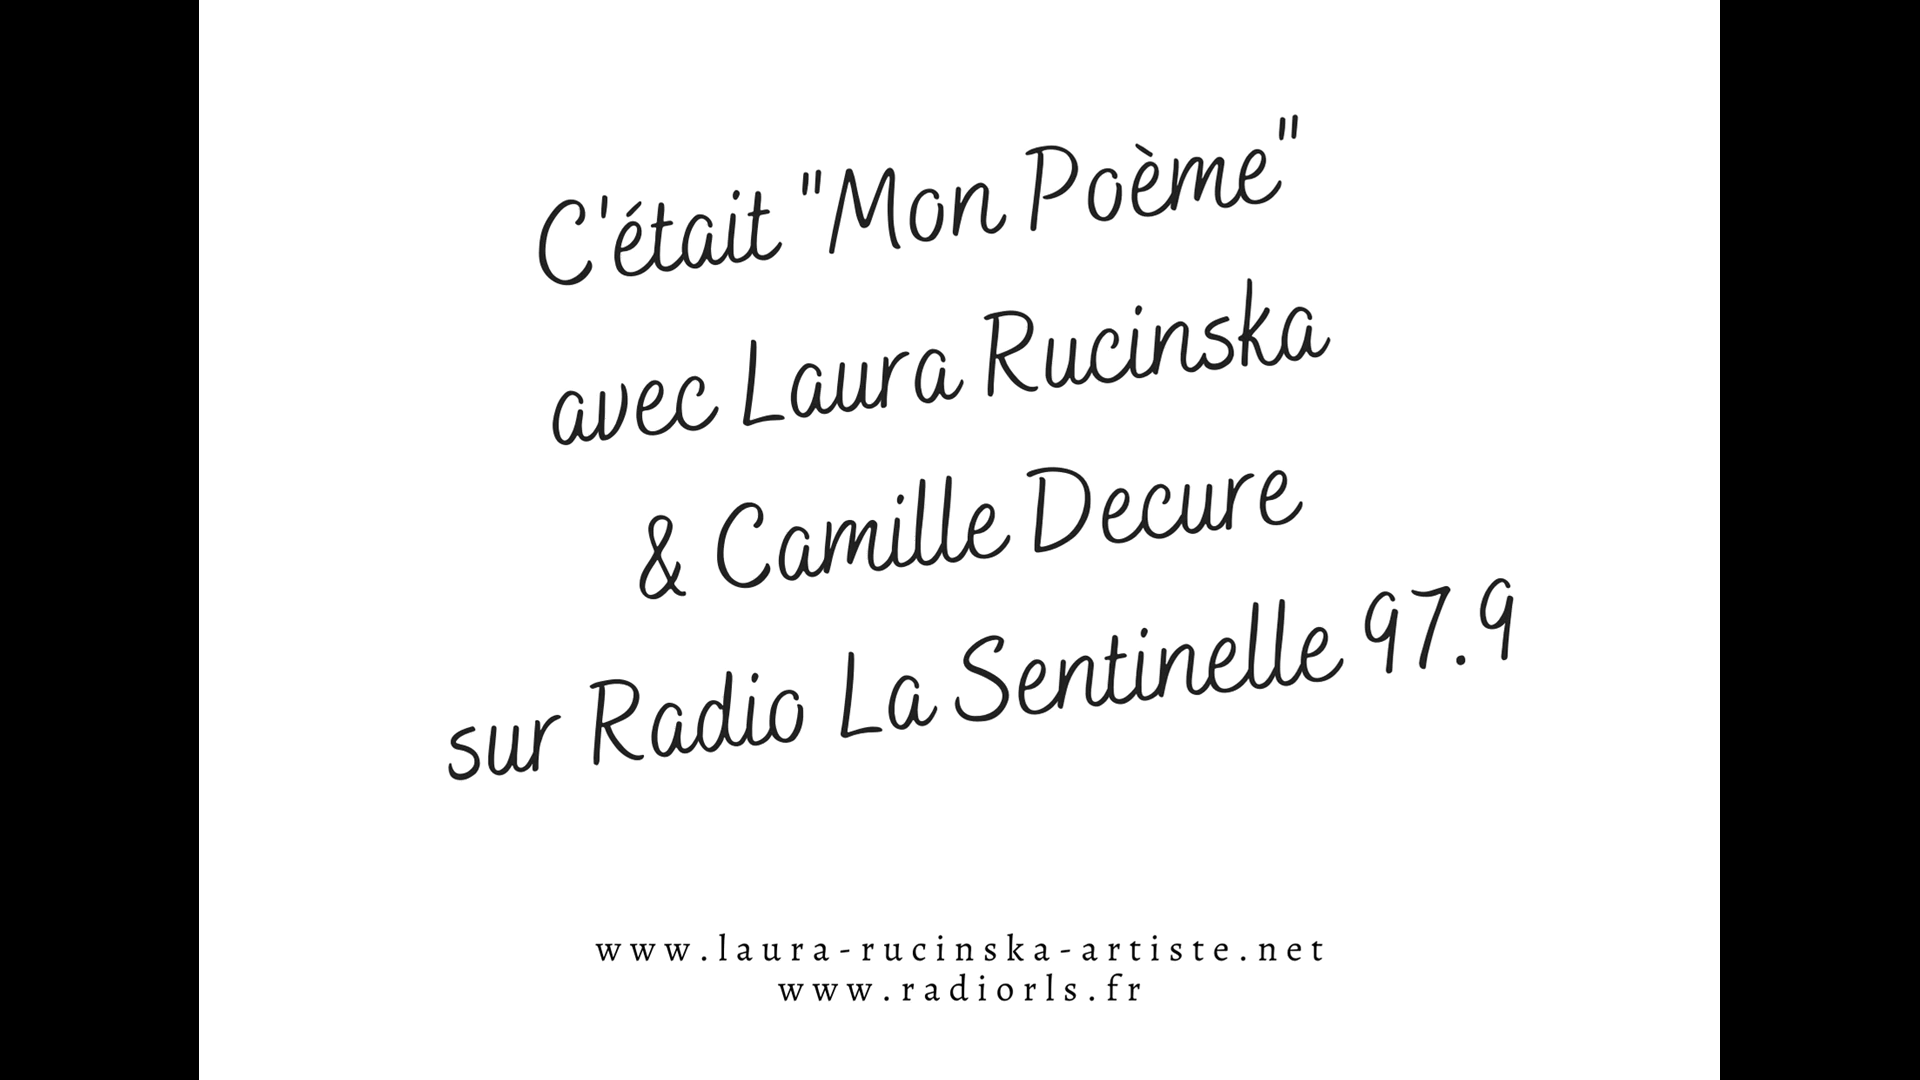 C'était "Mon Poème"
avec Laura Rucinska
& Camille Decure
sur Radio La Sentinelle 97.9
www.laura-rucinska-artiste.net
www.radiorls.fr